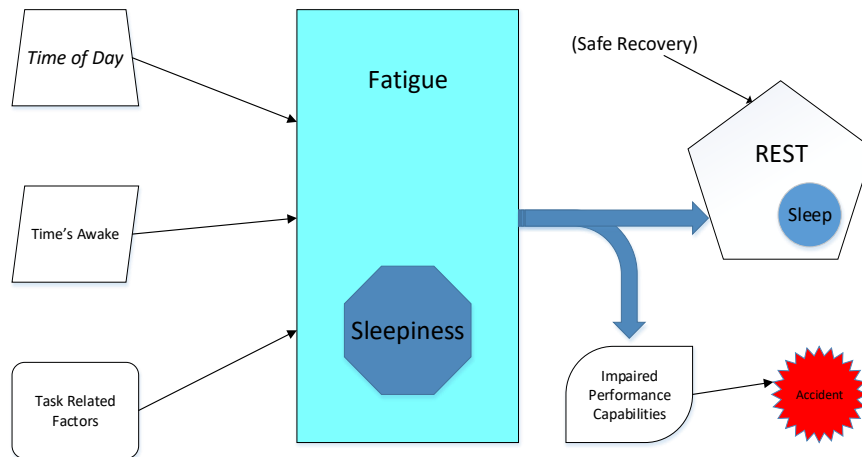 Time of Day
Time's Awake
Task Related
Factors
Fatigue
Sleepiness
(Safe Recovery)
REST
Sleep
Impaired
Performance
Capabilities
Accident